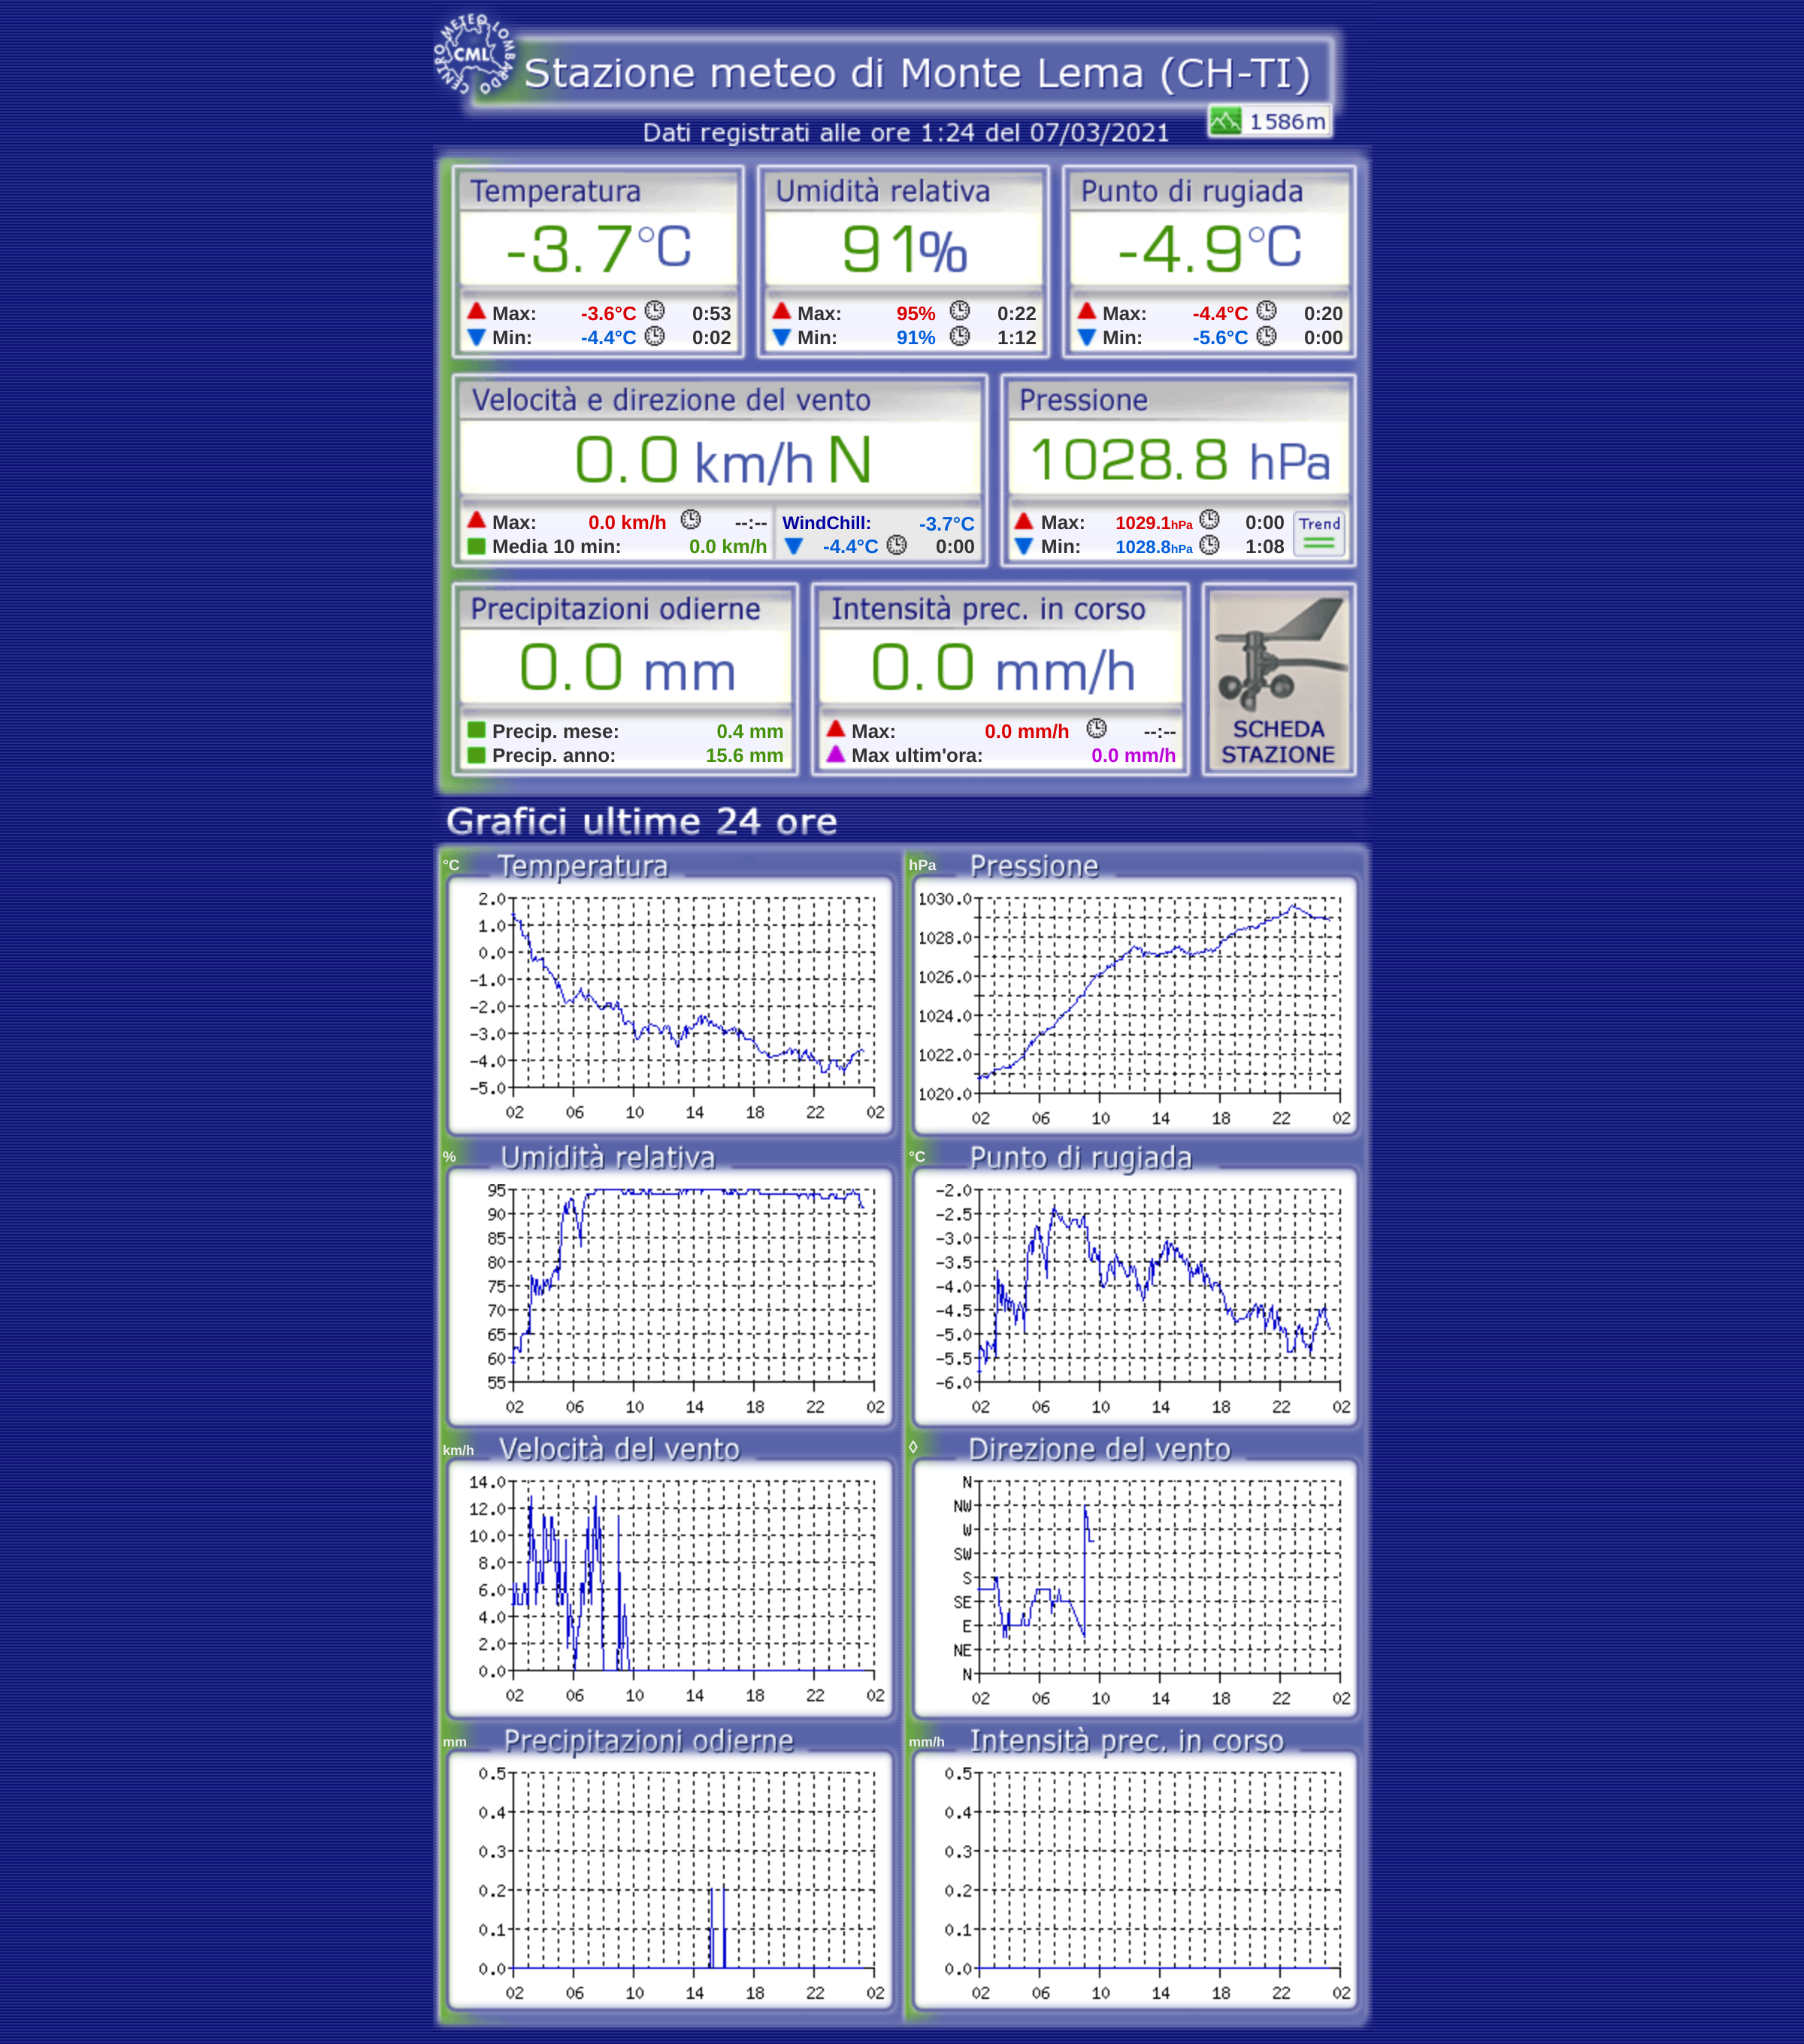 CENTRO METEO LOMBARDO
CML
Stazione meteo di Monte Lema (CH-TI)
1586m
Dati registrati alle ore 1:24 del 07/03/2021
Temperatura Umidità relativa Punto di rugiada
-3.7°C 91% -4.9°C
Max: -3.6°C 0:53 Max: 95% 0:22 Max: -4.4°C 0:20
Min: -4.4°C 0:02 Min: 91% 1:12 Min: -5.6°C 0:00
Velocità e direzione del vento Pressione
0.0 km/h N 1028.8 hPa
Max: 0.0 km/h --:-- WindChill: -3.7°C Max: 1029.1hPa 0:00 Trend
Media 10 min: 0.0 km/h -4.4°C 0:00 Min: 1028.8hPa 1:08
Precipitazioni odierne Intensità prec. in corso
0.0 mm 0.0 mm/h
Precip. mese: 0.4 mm Max: 0.0 mm/h --:-- SCHEDA
Precip. anno: 15.6 mm Max ultim'ora: 0.0 mm/h STAZIONE
Grafici ultime 24 ore
°C Temperatura
2.0
1.0
0.0
-1.0
-2.0
-3.0
-4.0
-5.0
02 06 10 14 18 22 02
hPa Pressione
1030.0
1028.0
1026.0
1024.0
1022.0
1020.0
02 06 10 14 18 22 02
% Umidità relativa
95
90
85
80
75
70
65
60
55
02 06 10 14 18 22 02
°C Punto di rugiada
-2.0
-2.5
-3.0
-3.5
-4.0
-4.5
-5.0
-5.5
-6.0
02 06 10 14 18 22 02
km/h Velocità del vento
14.0
12.0
10.0
8.0
6.0
4.0
2.0
0.0
02 06 10 14 18 22 02
◊ Direzione del vento
N
NW
W
SW
S
SE
E
NE
N
02 06 10 14 18 22 02
mm Precipitazioni odierne
0.5
0.4
0.3
0.2
0.1
0.0
02 06 10 14 18 22 02
mm/h Intensità prec. in corso
0.5
0.4
0.3
0.2
0.1
0.0
02 06 10 14 18 22 02